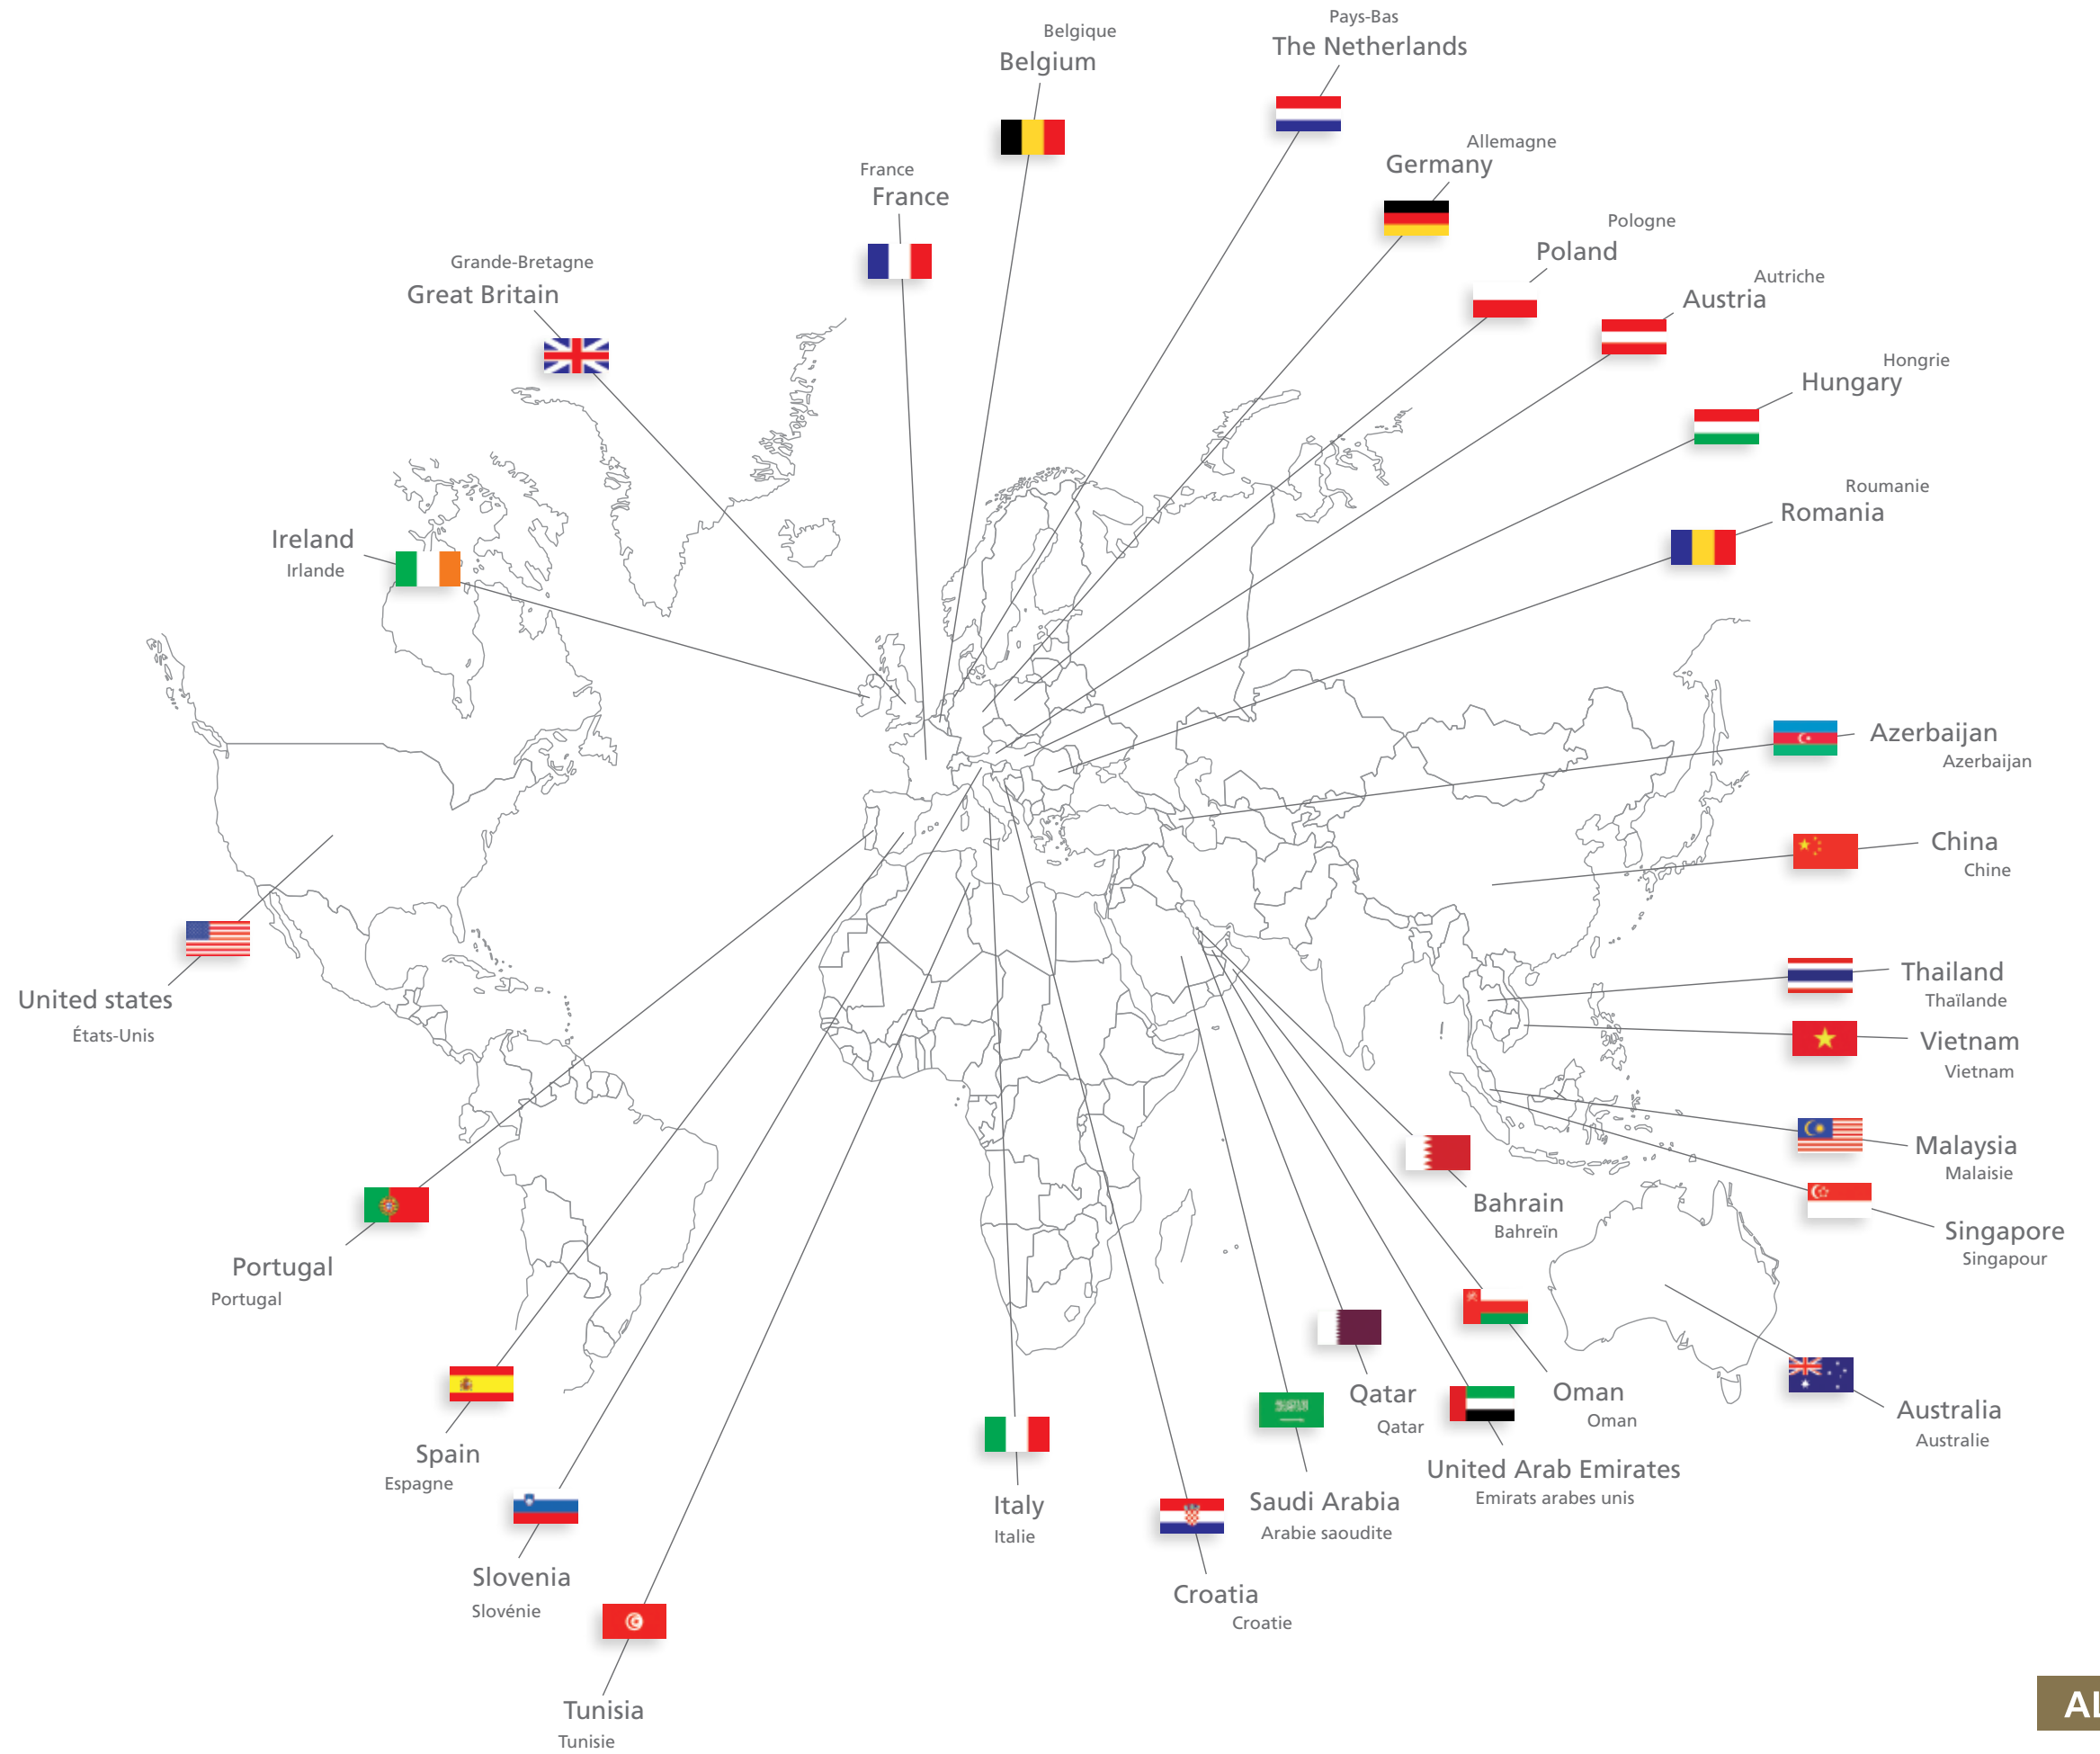 Pays-Bas
The Netherlands
Belgique
Belgium
Allemagne
Germany
France
France
Pologne
Poland
Grande-Bretagne
Great Britain
Autriche
Austria
Hongrie
Hungary
Roumanie
Romania
Ireland
Irlande
Azerbaijan
Azerbaijan
China
Chine
Thailand
Thaïlande
United states
États-Unis
Vietnam
Vietnam
Malaysia
Malaisie
Bahrain
Bahreïn
Singapore
Singapour
Portugal
Portugal
Qatar
Qatar
Oman
Oman
Australia
Australie
Spain
Espagne
United Arab Emirates
Emirats arabes unis
Italy
Italie
Saudi Arabia
Arabie saoudite
Slovenia
Slovénie
Croatia
Croatie
Tunisia
Tunisie